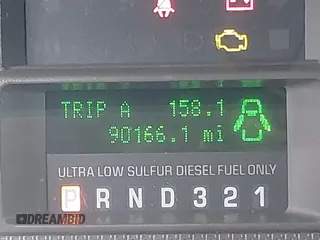 TRIP A 158.1
90166.1 mi
ULTRA LOW SULFUR DIESEL FUEL ONLY
P R N D 3 2 1
DREAMBID